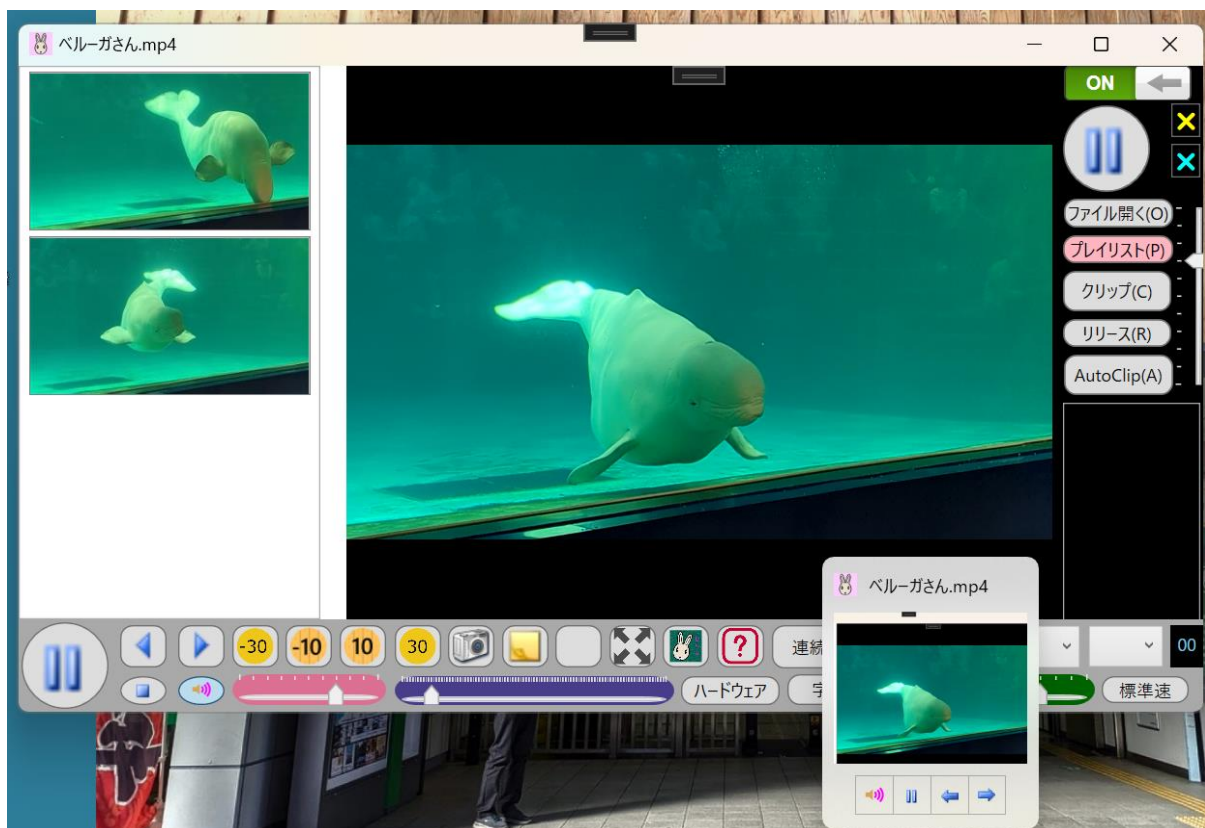 ベルーガさん.mp4
ON
ファイル開く(O)
プレイリスト(P)
クリップ(C)
リリース(R)
AutoClip(A)
ベルーガさん.mp4
-30
-10
10
30
?
連続
00
ハードウェア
標準速